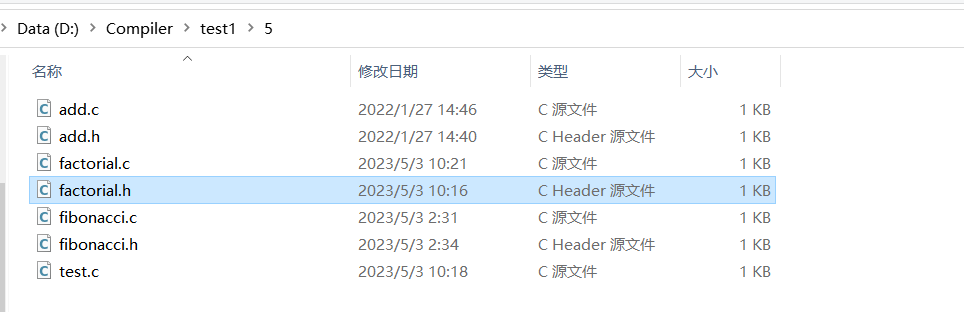 Data (D:) > Compiler > test1 > 5
名称 修改日期 类型 大小
add.c 2022/1/27 14:46 C 源文件 1 KB
add.h 2022/1/27 14:40 C Header 源文件 1 KB
factorial.c 2023/5/3 10:21 C 源文件 1 KB
factorial.h 2023/5/3 10:16 C Header 源文件 1 KB
fibonacci.c 2023/5/3 2:31 C 源文件 1 KB
fibonacci.h 2023/5/3 2:34 C Header 源文件 1 KB
test.c 2023/5/3 10:18 C 源文件 1 KB